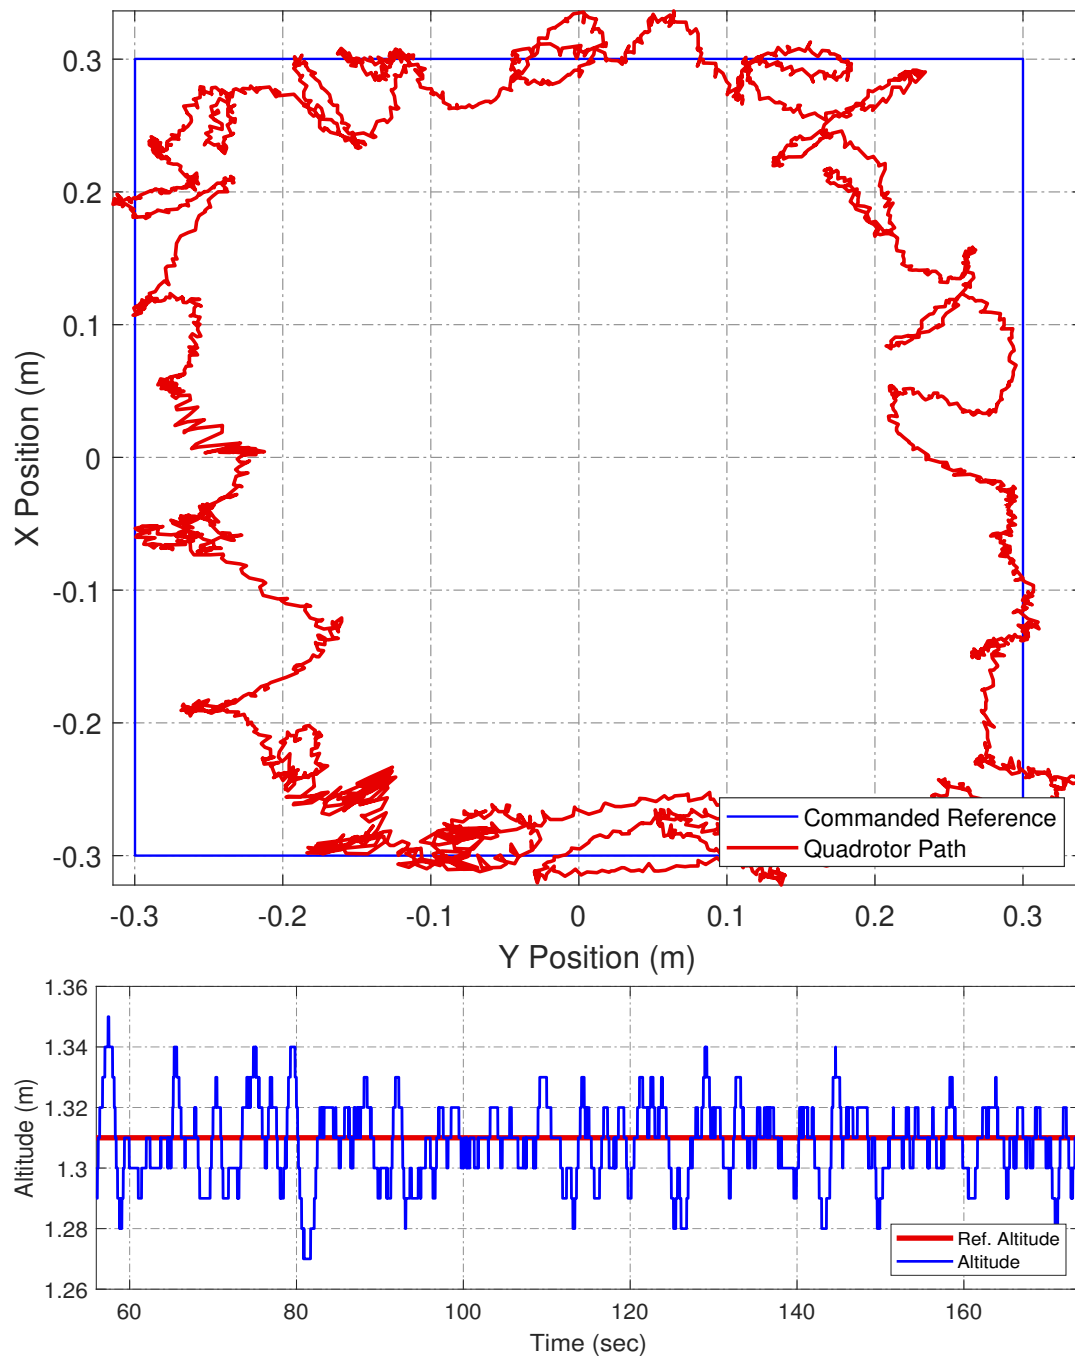 0.3
0.2
0.1
0
-0.1
-0.2
-0.3
X Position (m)
-0.3 -0.2 -0.1 0 0.1 0.2 0.3
Y Position (m)
Commanded Reference
Quadrotor Path
1.36
1.34
1.32
1.3
1.28
1.26
Altitude (m)
60 80 100 120 140 160
Time (sec)
Ref. Altitude
Altitude